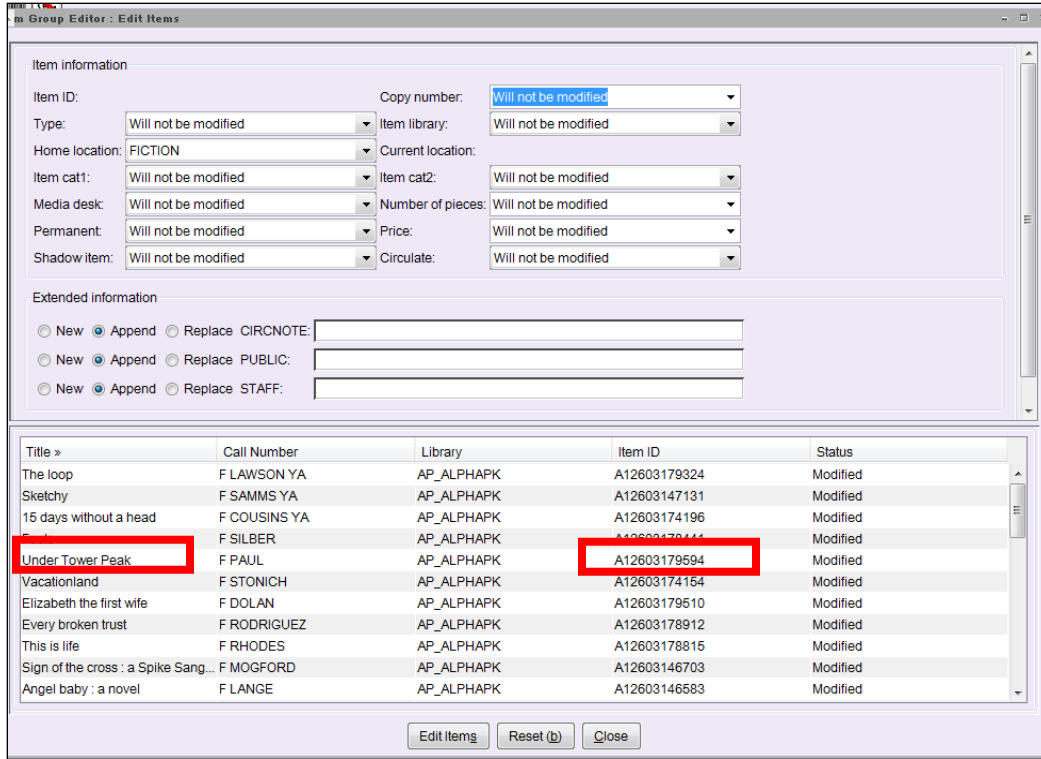 m Group Editor : Edit Items
Item information
Item ID: Copy number: Will not be modified
Type: Will not be modified Item library: Will not be modified
Home location: FICTION Current location:
Item cat1: Will not be modified Item cat2: Will not be modified
Media desk: Will not be modified Number of pieces: Will not be modified
Permanent: Will not be modified Price: Will not be modified
Shadow item: Will not be modified Circulate: Will not be modified
Extended information
New Append Replace CIRCNOTE:
New Append Replace PUBLIC:
New Append Replace STAFF:
Title » Call Number Library Item ID Status
The loop F LAWSON YA AP_ALPHAPK A12603179324 Modified
Sketchy F SAMMS YA AP_ALPHAPK A12603147131 Modified
15 days without a head F COUSINS YA AP_ALPHAPK A12603174196 Modified
F SILBER AP_ALPHAPK Modified
Under Tower Peak F PAUL AP_ALPHAPK A12603179594 Modified
Vacationland F STONICH AP_ALPHAPK A12603174154 Modified
Elizabeth the first wife F DOLAN AP_ALPHAPK A12603179510 Modified
Every broken trust F RODRIGUEZ AP_ALPHAPK A12603178912 Modified
This is life F RHODES AP_ALPHAPK A12603178815 Modified
Sign of the cross : a Spike Sang... F MOGFORD AP_ALPHAPK A12603146703 Modified
Angel baby : a novel F LANGE AP_ALPHAPK A12603146583 Modified
Edit Items Reset (b) Close